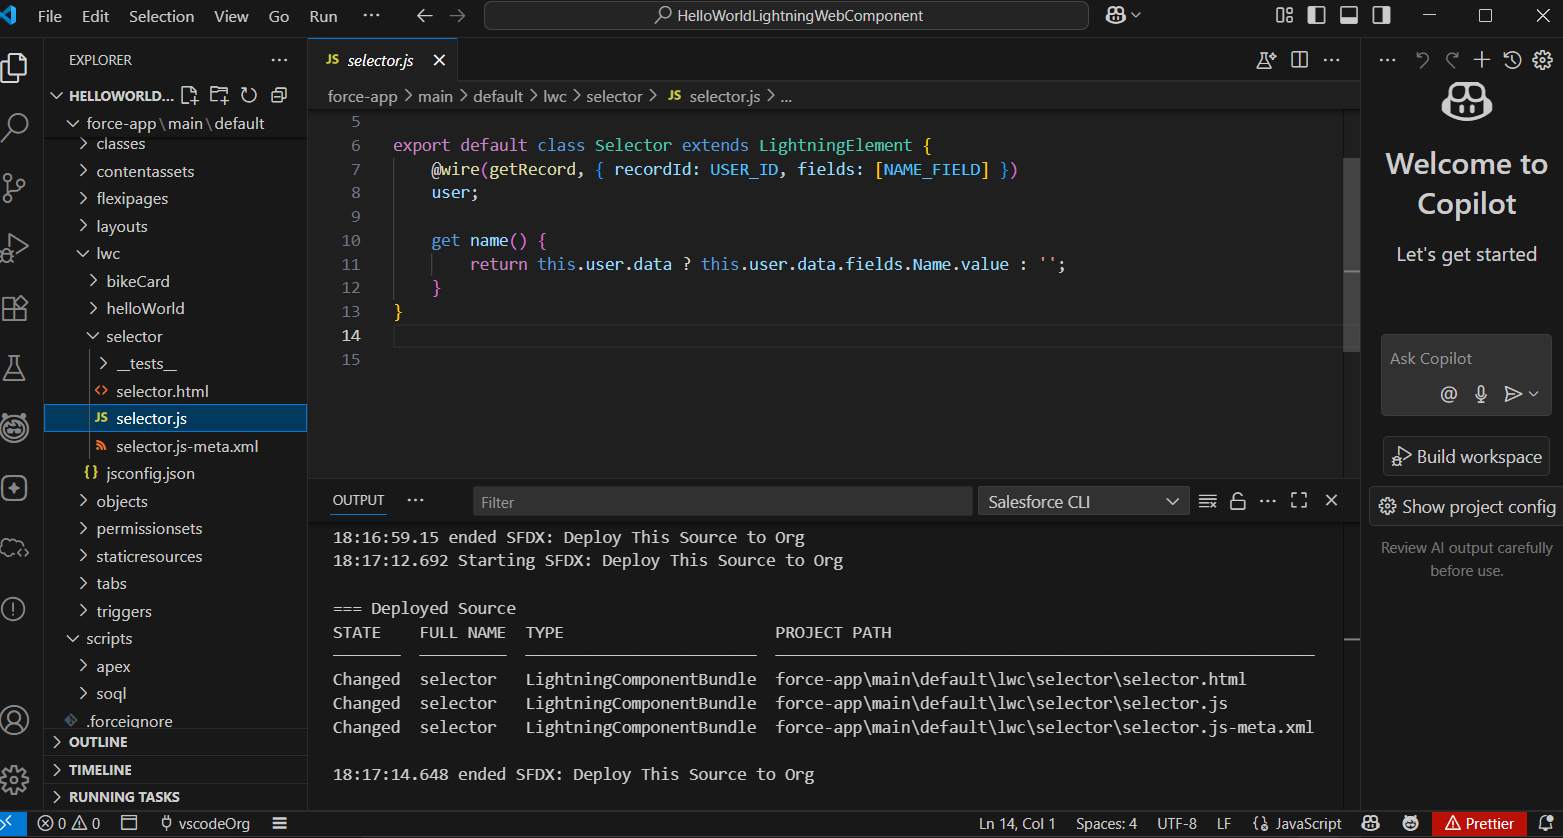 File Edit Selection View Go Run ···
HelloWorldLightningWebComponent
EXPLORER
HELLOWORLD...
force-app\main\default
classes
contentassets
flexipages
layouts
lwc
bikeCard
helloWorld
selector
__tests__
selector.html
JS selector.js
selector.js-meta.xml
{} jsconfig.json
objects
permissionsets
staticresources
tabs
triggers
scripts
apex
soql
.forceignore
OUTLINE
TIMELINE
RUNNING TASKS
JS selector.js
force-app > main > default > lwc > selector > JS selector.js > ...
5
6 export default class Selector extends LightningElement {
7 @wire(getRecord, { recordId: USER_ID, fields: [NAME_FIELD] })
8 user;
9
10 get name() {
11 return this.user.data ? this.user.data.fields.Name.value : '';
12 }
13 }
14
15
OUTPUT ···
Filter
Salesforce CLI
18:16:59.15 ended SFDX: Deploy This Source to Org
18:17:12.692 Starting SFDX: Deploy This Source to Org
=== Deployed Source
STATE FULL NAME TYPE PROJECT PATH
Changed selector LightningComponentBundle force-app\main\default\lwc\selector\selector.html
Changed selector LightningComponentBundle force-app\main\default\lwc\selector\selector.js
Changed selector LightningComponentBundle force-app\main\default\lwc\selector\selector.js-meta.xml
18:17:14.648 ended SFDX: Deploy This Source to Org
Welcome to
Copilot
Let's get started
Ask Copilot
@
Build workspace
Show project config
Review AI output carefully
before use.
0 0 vscodeOrg
Ln 14, Col 1 Spaces: 4 UTF-8 LF JavaScript Prettier